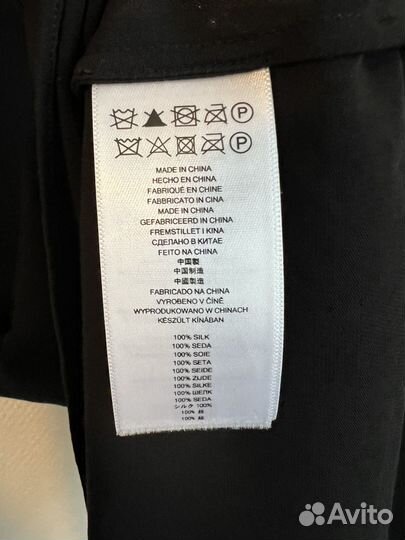 P
P
MADE IN CHINA
HECHO EN CHINA
FABRIQUÉ EN CHINE
FABBRICATO IN CINA
MADE IN CHINA
GEFABRICEERD IN CHINA
FREMSTILLET I KINA
СДЕЛАНО В КИТАЕ
FEITO NA CHINA
中国製
中国制造
中國製造
FABRICADO NA CHINA
VYROBENO V ČÍNĚ
WYPRODUKOWANO W CHINACH
KÉSZÜLT KÍNÁBAN
100% SILK
100% SEDA
100% SOIE
100% SETA
100% SEIDE
100% ZIJDE
100% SILKE
100% ШЕЛК
100% SEDA
シルク 100%
100% 絲
100%
Avito